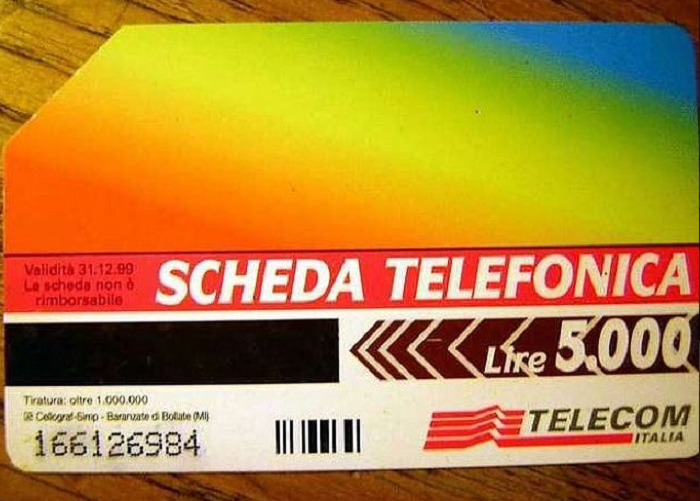 Validità 31.12.99
La scheda non è
rimborsabile
SCHEDA TELEFONICA
Lire 5.000
Tiratura: oltre 1.000.000
Cellograf-Simp - Baranzate di Bollate (MI)
166126984
TELECOM
ITALIA